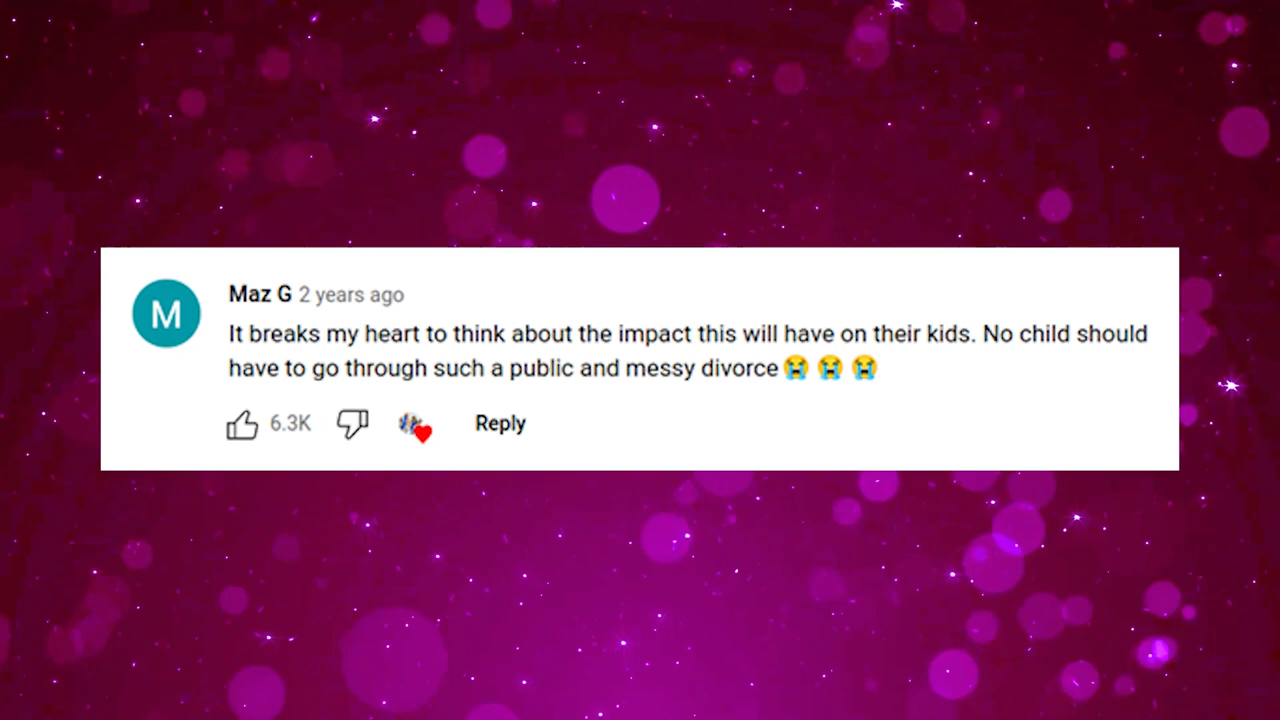 M
Maz G 2 years ago
It breaks my heart to think about the impact this will have on their kids. No child should
have to go through such a public and messy divorce 😭 😭 😭
6.3K Reply